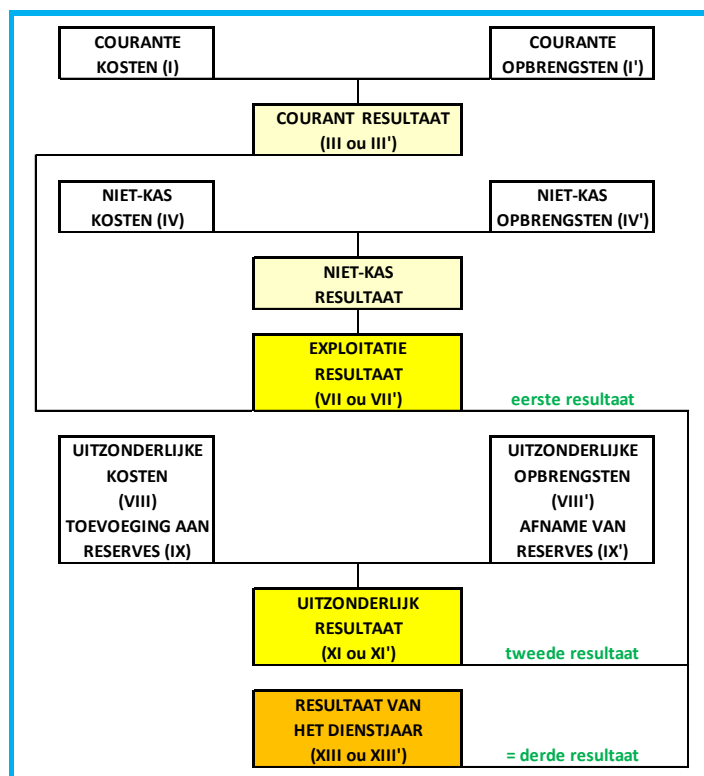 COURANTE
KOSTEN (I)
COURANTE
OPBRENGSTEN (I')
COURANT RESULTAAT
(III ou III')
NIET-KAS
KOSTEN (IV)
NIET-KAS
OPBRENGSTEN (IV')
NIET-KAS
RESULTAAT
EXPLOITATIE
RESULTAAT
(VII ou VII')
eerste resultaat
UITZONDERLIJKE
KOSTEN
(VIII)
TOEVOEGING AAN
RESERVES (IX)
UITZONDERLIJKE
OPBRENGSTEN
(VIII')
AFNAME VAN
RESERVES (IX')
UITZONDERLIJK
RESULTAAT
(XI ou XI')
tweede resultaat
RESULTAAT VAN
HET DIENSTJAAR
(XIII ou XIII')
= derde resultaat